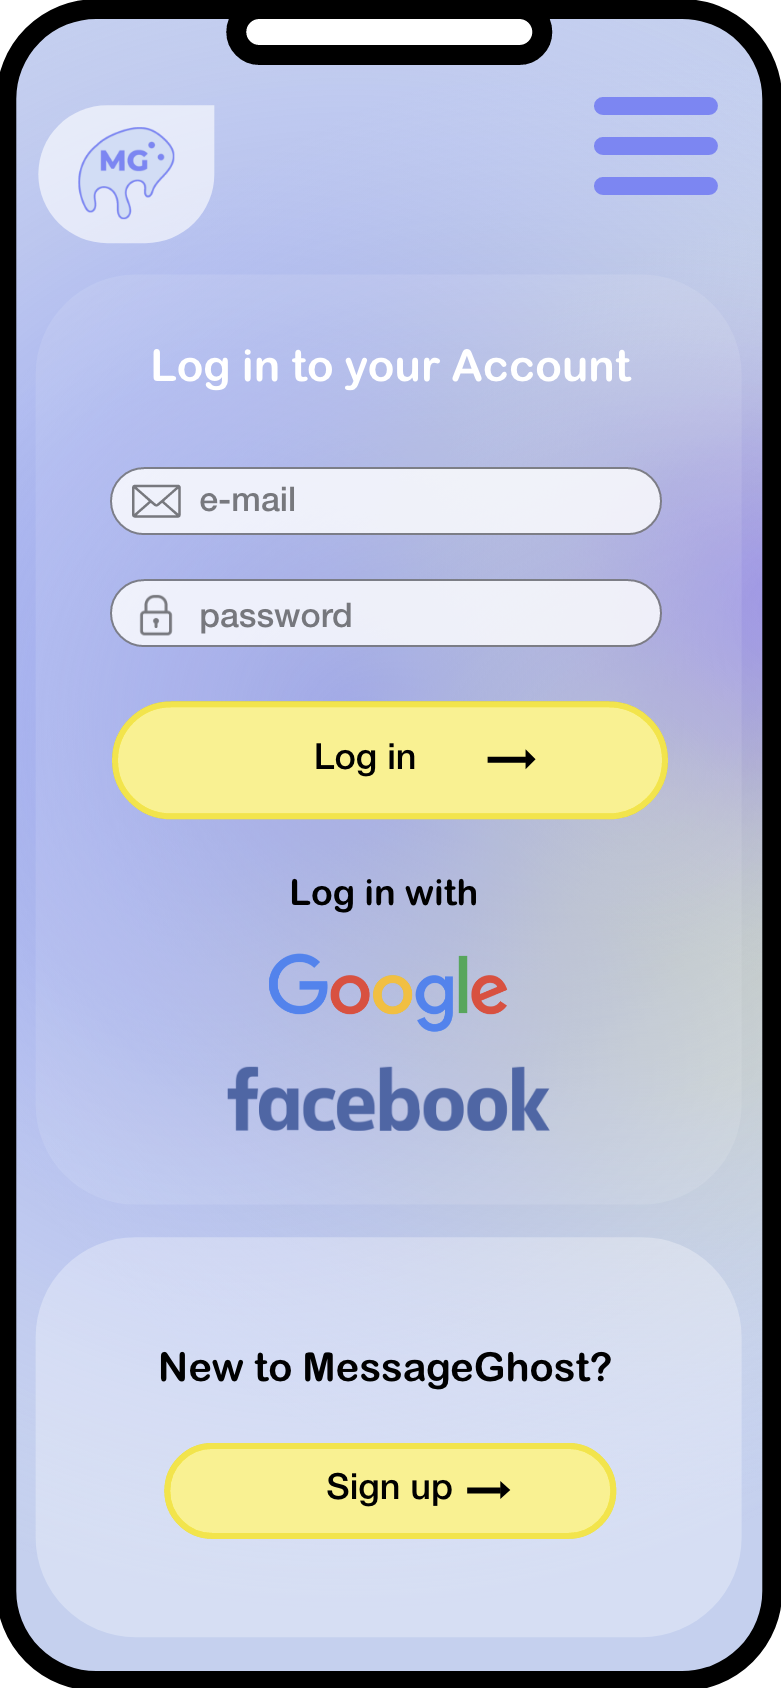 MG
Log in to your Account
e-mail
password
Log in
Log in with
Google
facebook
New to MessageGhost?
Sign up